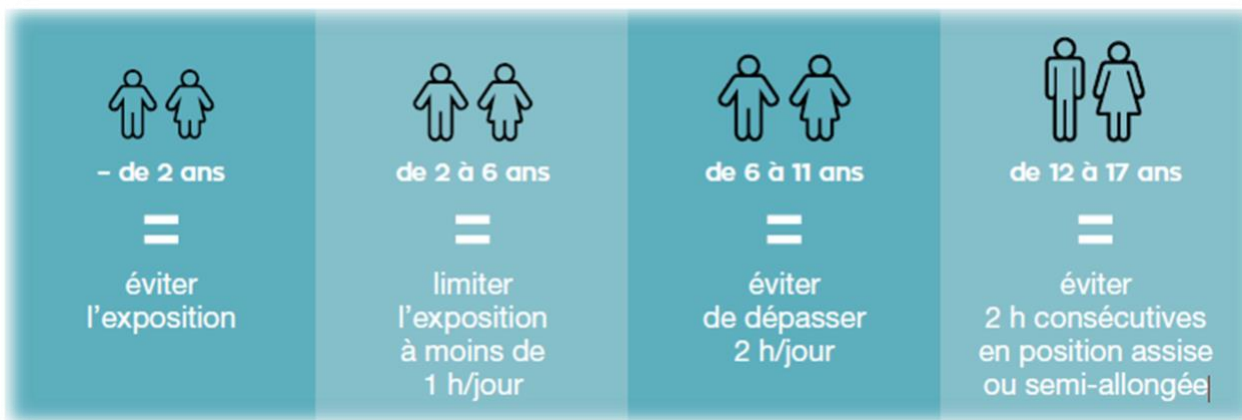 – de 2 ans
=
éviter
l’exposition
de 2 à 6 ans
=
limiter
l’exposition
à moins de
1 h/jour
de 6 à 11 ans
=
éviter
de dépasser
2 h/jour
de 12 à 17 ans
=
éviter
2 h consécutives
en position assise
ou semi-allongée